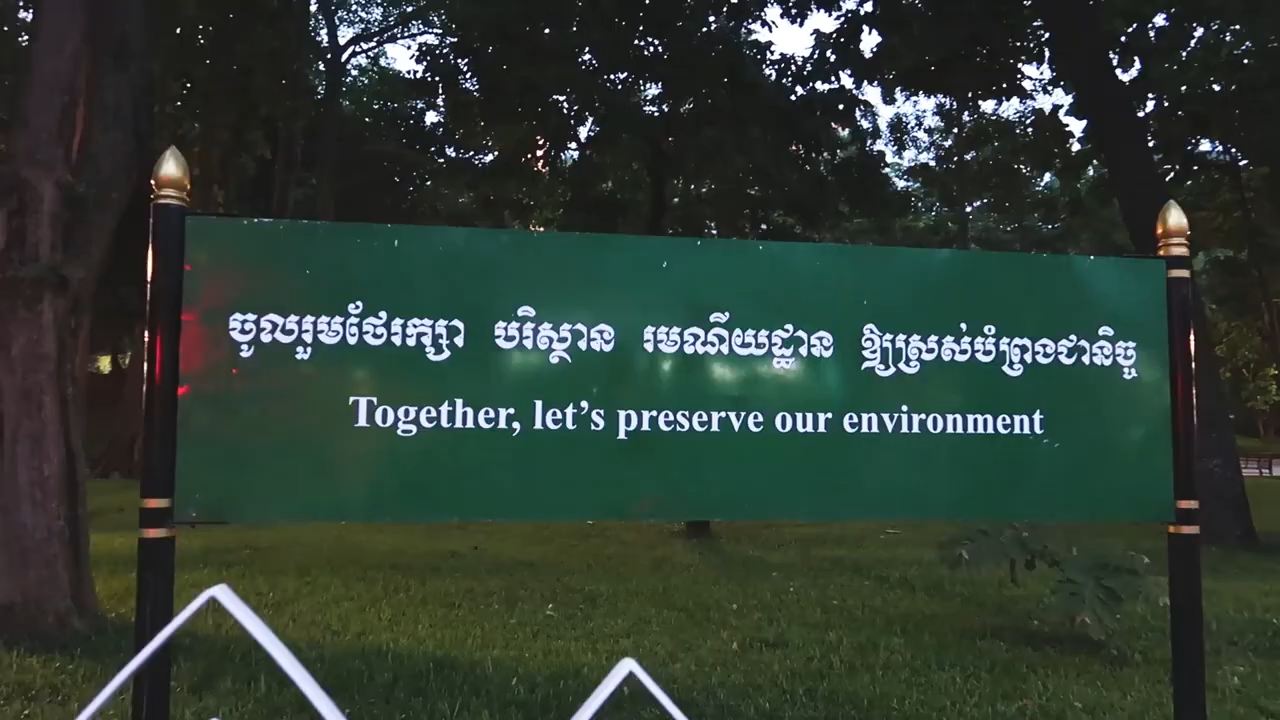 ចូលរួមថែរក្សា បរិស្ថាន រមណីយដ្ឋាន ឱ្យស្រស់បំព្រងជានិច្ច
Together, let’s preserve our environment